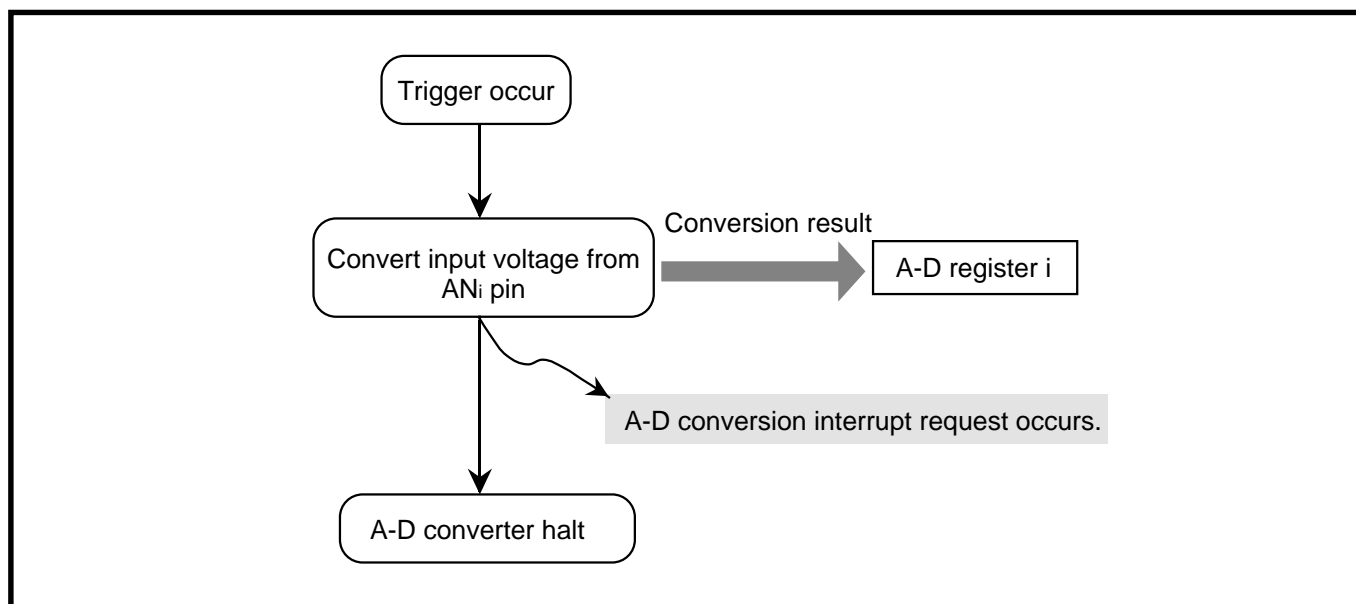 Trigger occur
Convert input voltage from
ANi pin
Conversion result
A-D register i
A-D conversion interrupt request occurs.
A-D converter halt